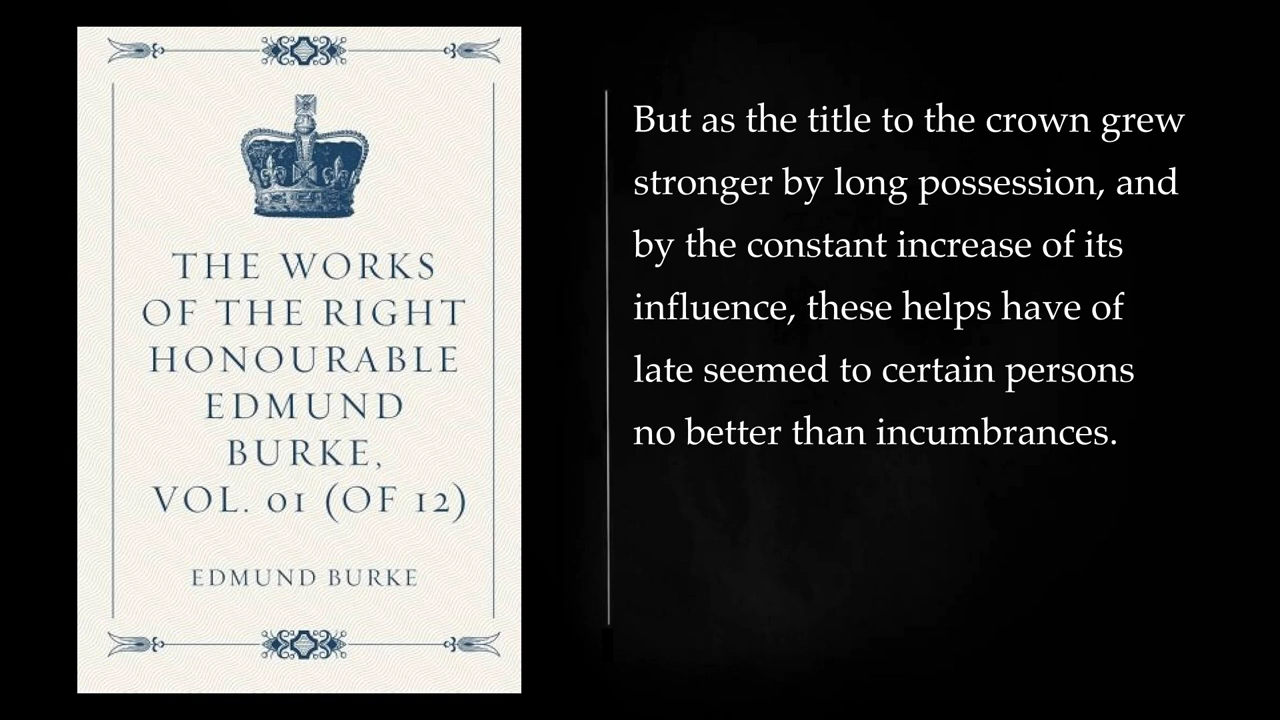 THE WORKS
OF THE RIGHT
HONOURABLE
EDMUND
BURKE,
VOL. 01 (OF 12)
EDMUND BURKE
But as the title to the crown grew
stronger by long possession, and
by the constant increase of its
influence, these helps have of
late seemed to certain persons
no better than incumbrances.